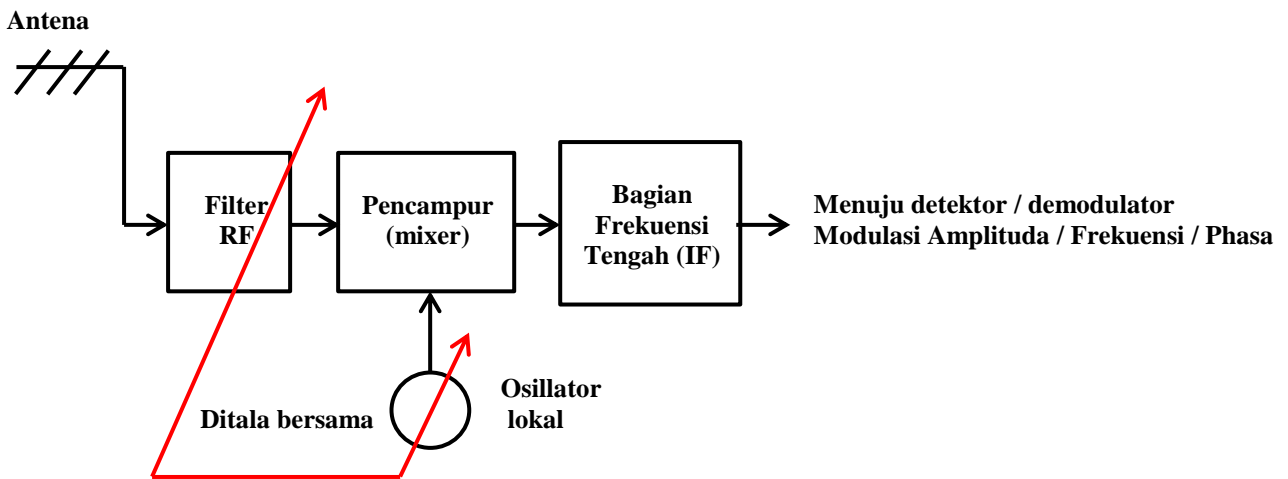 Antena
Filter
RF
Pencampur
(mixer)
Bagian
Frekuensi
Tengah (IF)
Menuju detektor / demodulator
Modulasi Amplituda / Frekuensi / Phasa
Ditala bersama
Osillator
lokal